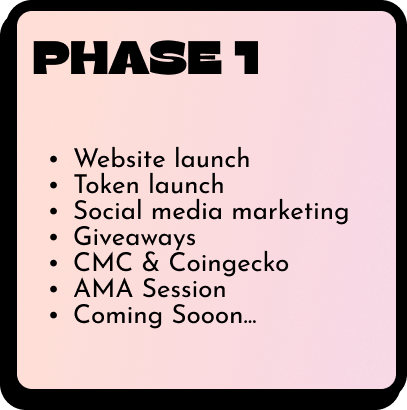 PHASE 1
• Website launch
• Token launch
• Social media marketing
• Giveaways
• CMC & Coingecko
• AMA Session
• Coming Sooon...